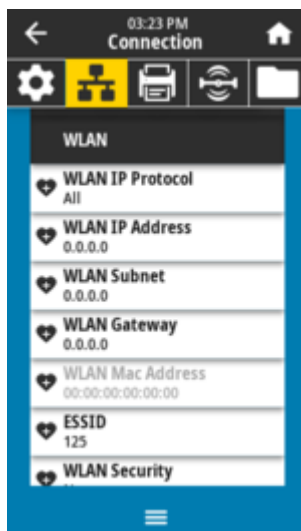 03:23 PM
Connection
WLAN
WLAN IP Protocol
All
WLAN IP Address
0.0.0.0
WLAN Subnet
0.0.0.0
WLAN Gateway
0.0.0.0
WLAN Mac Address
00:00:00:00:00:00
ESSID
125
WLAN Security